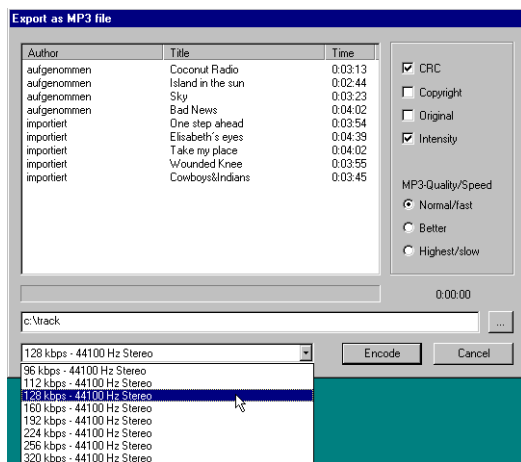 Export as MP3 file
Author Title Time
aufgenommen Coconut Radio 0:03:13
aufgenommen Island in the sun 0:02:44
aufgenommen Sky 0:03:23
aufgenommen Bad News 0:04:02
importiert One step ahead 0:03:54
importiert Elisabeth´s eyes 0:04:39
importiert Take my place 0:04:02
importiert Wounded Knee 0:03:55
importiert Cowboys&Indians 0:03:45
CRC
Copyright
Original
Intensity
MP3-Quality/Speed
Normal/fast
Better
Highest/slow
0:00:00
c:\track
...
128 kbps - 44100 Hz Stereo
Encode
Cancel
96 kbps - 44100 Hz Stereo
112 kbps - 44100 Hz Stereo
128 kbps - 44100 Hz Stereo
160 kbps - 44100 Hz Stereo
192 kbps - 44100 Hz Stereo
224 kbps - 44100 Hz Stereo
256 kbps - 44100 Hz Stereo
320 kbps - 44100 Hz Stereo